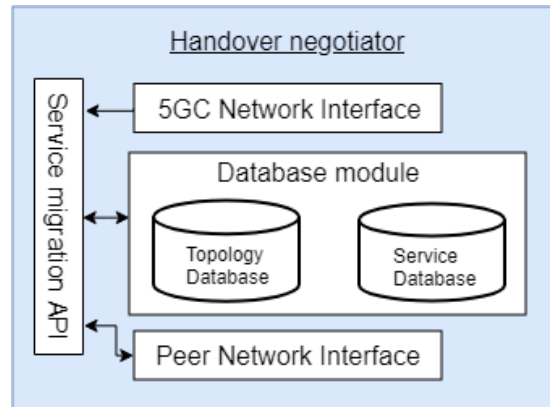 Handover negotiator
Service migration API
5GC Network Interface
Database module
Topology
Database
Service
Database
Peer Network Interface